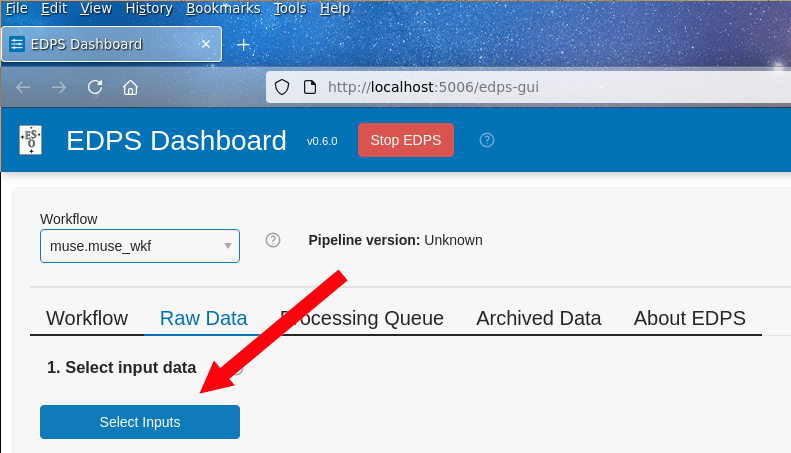 File Edit View History Bookmarks Tools Help
EDPS Dashboard
http://localhost:5006/edps-gui
ESO
EDPS Dashboard v0.6.0 Stop EDPS ?
Workflow
muse.muse_wkf ? Pipeline version: Unknown
Workflow Raw Data Processing Queue Archived Data About EDPS
1. Select input data
Select Inputs